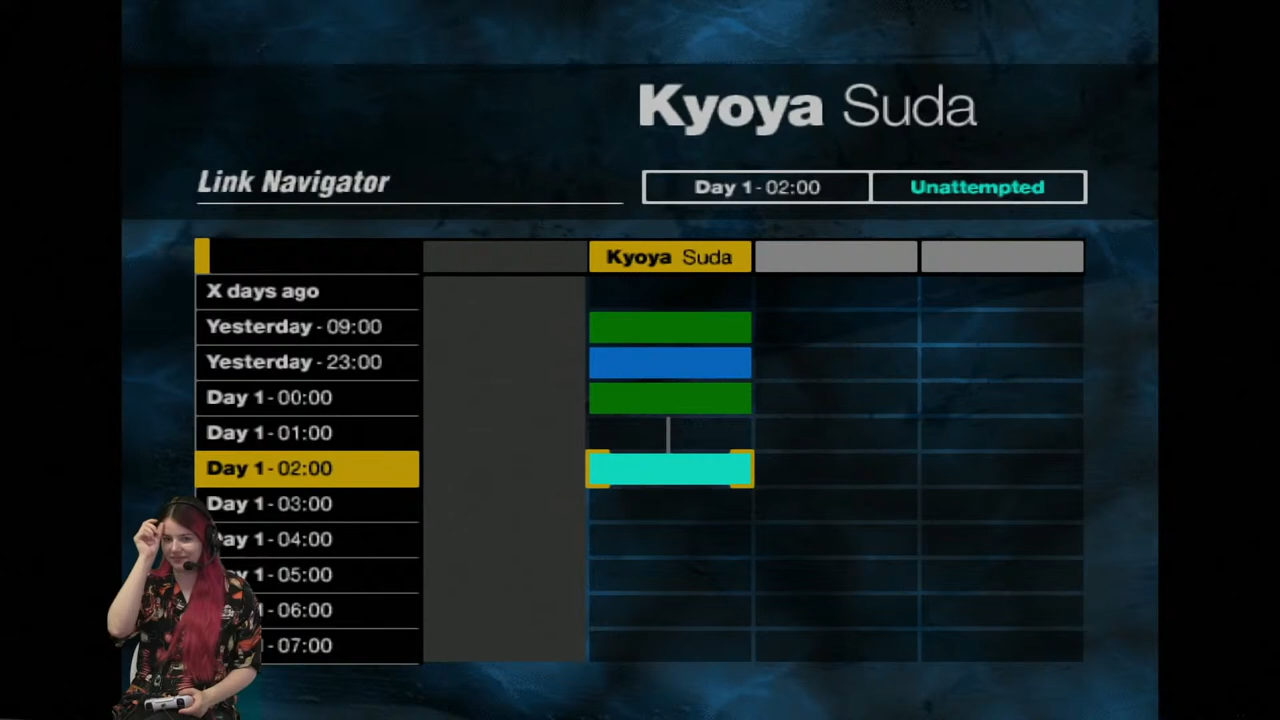 Kyoya Suda
Link Navigator
Day 1 - 02:00
Unattempted
Kyoya Suda
X days ago
Yesterday - 09:00
Yesterday - 23:00
Day 1 - 00:00
Day 1 - 01:00
Day 1 - 02:00
Day 1 - 03:00
ay 1 - 04:00
y 1 - 05:00
1 - 06:00
- 07:00